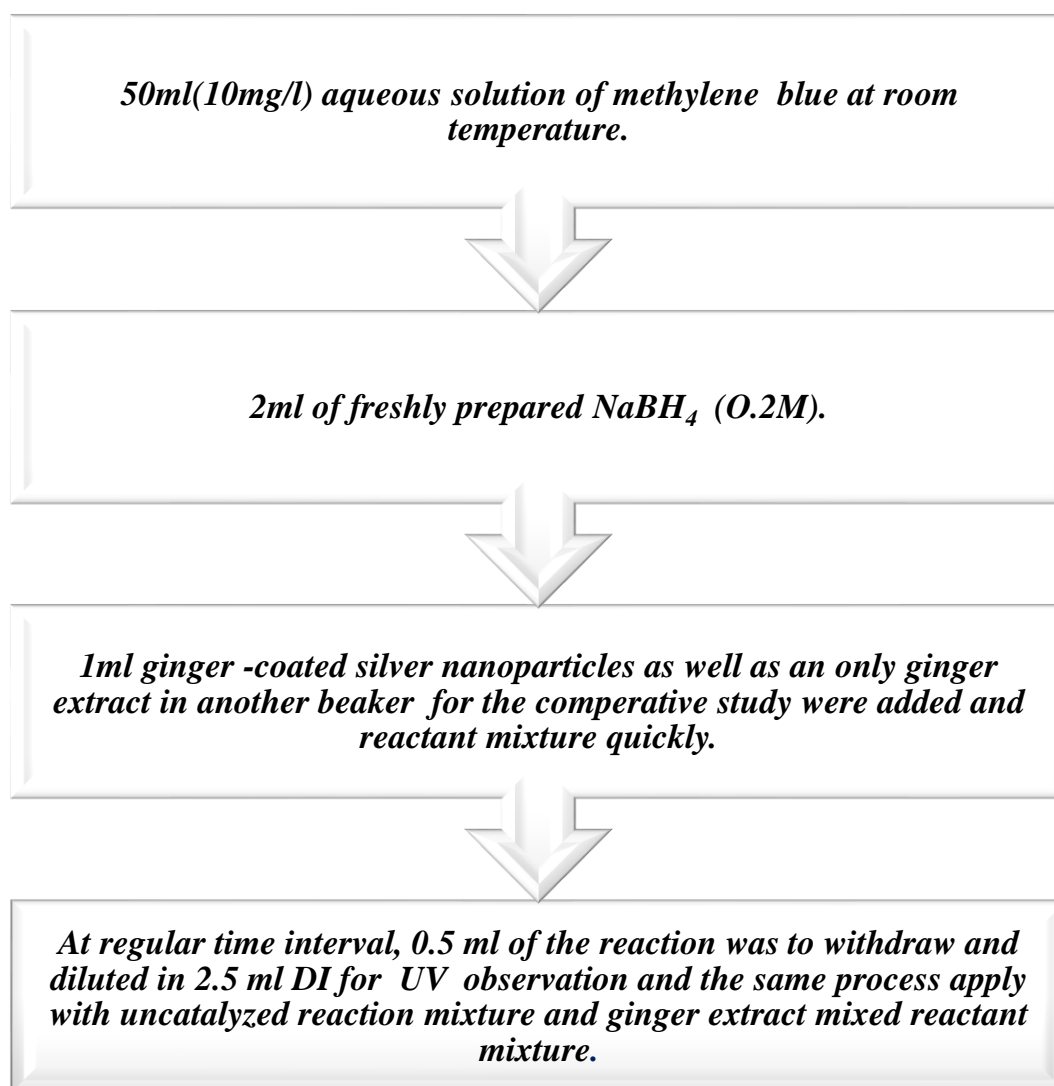 50ml(10mg/l) aqueous solution of methylene blue at room
temperature.
2ml of freshly prepared NaBH₄ (O.2M).
1ml ginger -coated silver nanoparticles as well as an only ginger
extract in another beaker for the comperative study were added and
reactant mixture quickly.
At regular time interval, 0.5 ml of the reaction was to withdraw and
diluted in 2.5 ml DI for UV observation and the same process apply
with uncatalyzed reaction mixture and ginger extract mixed reactant
mixture.